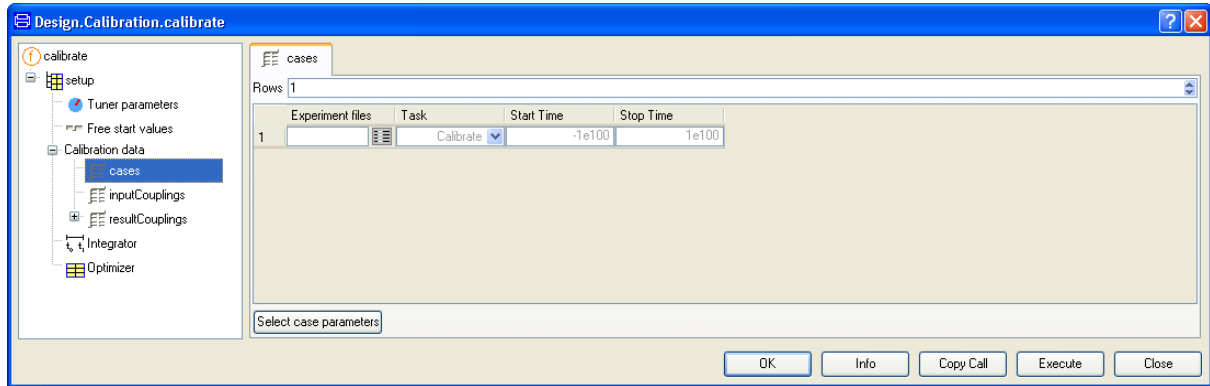 Design.Calibration.calibrate
calibrate
setup
Tuner parameters
Free start values
Calibration data
cases
inputCouplings
resultCouplings
Integrator
Optimizer
cases
Rows 1
Experiment files Task Start Time Stop Time
1 Calibrate -1e100 1e100
Select case parameters
OK Info Copy Call Execute Close